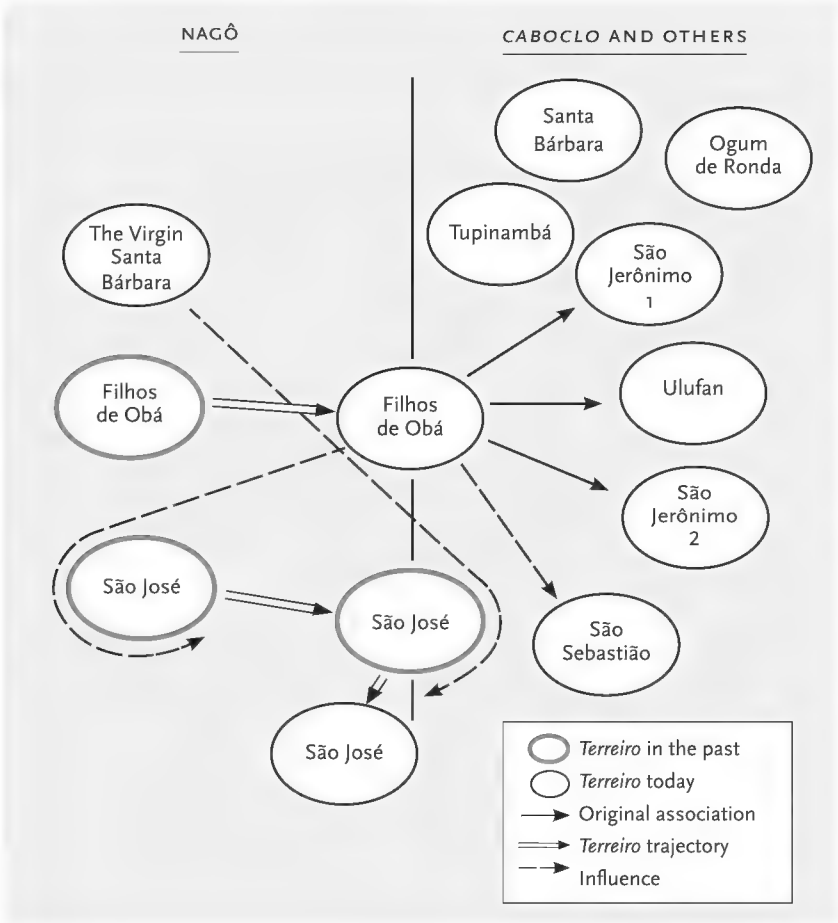 NAGÔ
CABOCLO AND OTHERS
Santa
Bárbara
Ogum
de Ronda
Tupinambá
The Virgin
Santa
Bárbara
São
Jerônimo
1
Filhos
de Obá
Filhos
de Obá
Ulufan
São
Jerônimo
2
São José
São José
São
Sebastião
São José
Terreiro in the past
Terreiro today
Original association
Terreiro trajectory
Influence